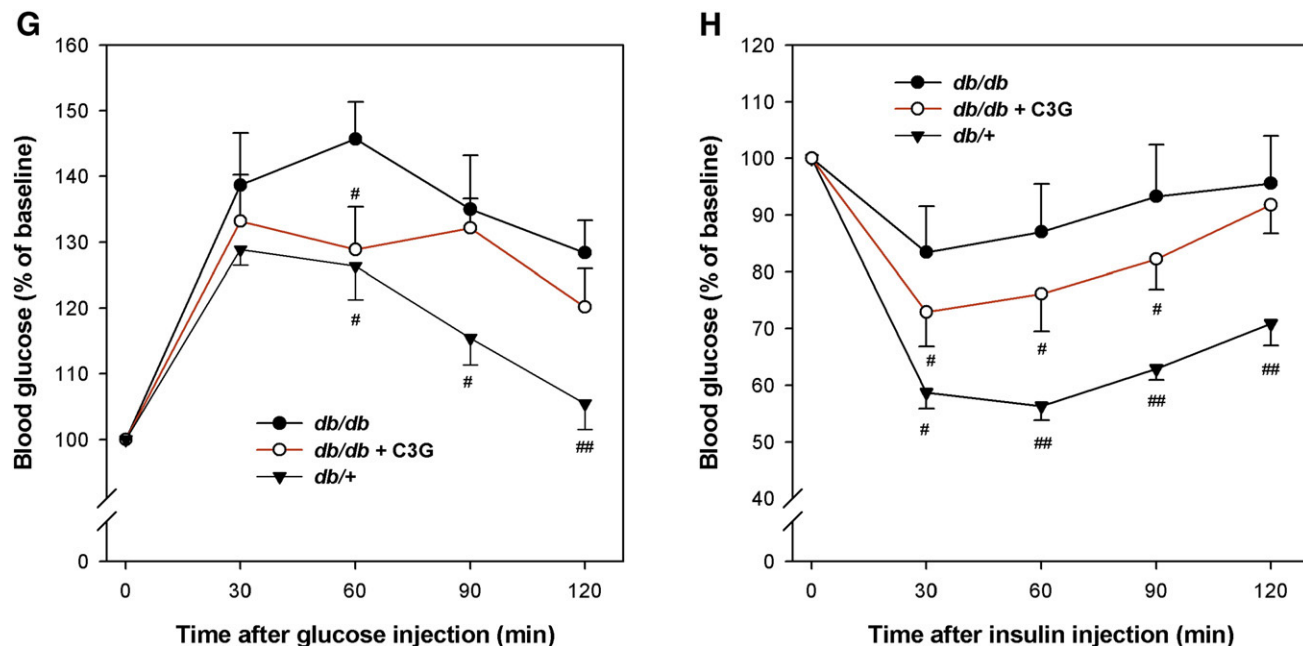 G
160
150
140
130
120
110
100
0
Blood glucose (% of baseline)
#
#
#
##
db/db
db/db + C3G
db/+
0 30 60 90 120
Time after glucose injection (min)
H
120
100
90
80
70
60
50
40
0
Blood glucose (% of baseline)
db/db
db/db + C3G
db/+
#
#
#
#
##
##
##
0 30 60 90 120
Time after insulin injection (min)